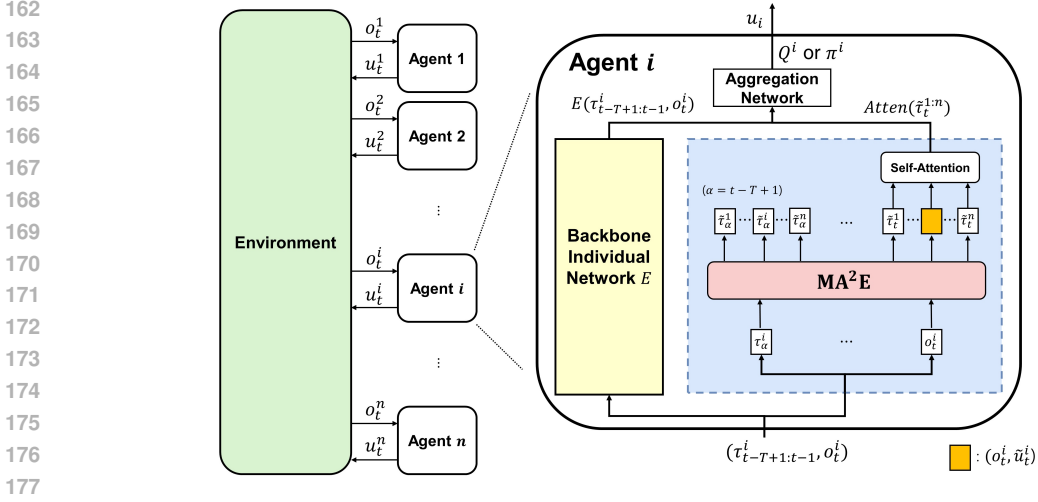 162
163
164
165
166
167
168
169
170
171
172
173
174
175
176
177
Environment
o_t^1
u_t^1
Agent 1
o_t^2
u_t^2
Agent 2
⋮
o_t^i
u_t^i
Agent i
⋮
o_t^n
u_t^n
Agent n
u_i
Agent i
Q^i or π^i
Aggregation
Network
E(τ_{t-T+1:t-1}^i, o_t^i)
Atten(τ̃_t^{1:n})
Self-Attention
(α = t − T + 1)
τ̃_α^1 ··· τ̃_α^i ··· τ̃_α^n ... τ̃_t^1 ··· ··· τ̃_t^n
Backbone
Individual
Network E
MA²E
τ_α^i ... o_t^i
(τ_{t-T+1:t-1}^i, o_t^i)
: (o_t^i, ũ_t^i)